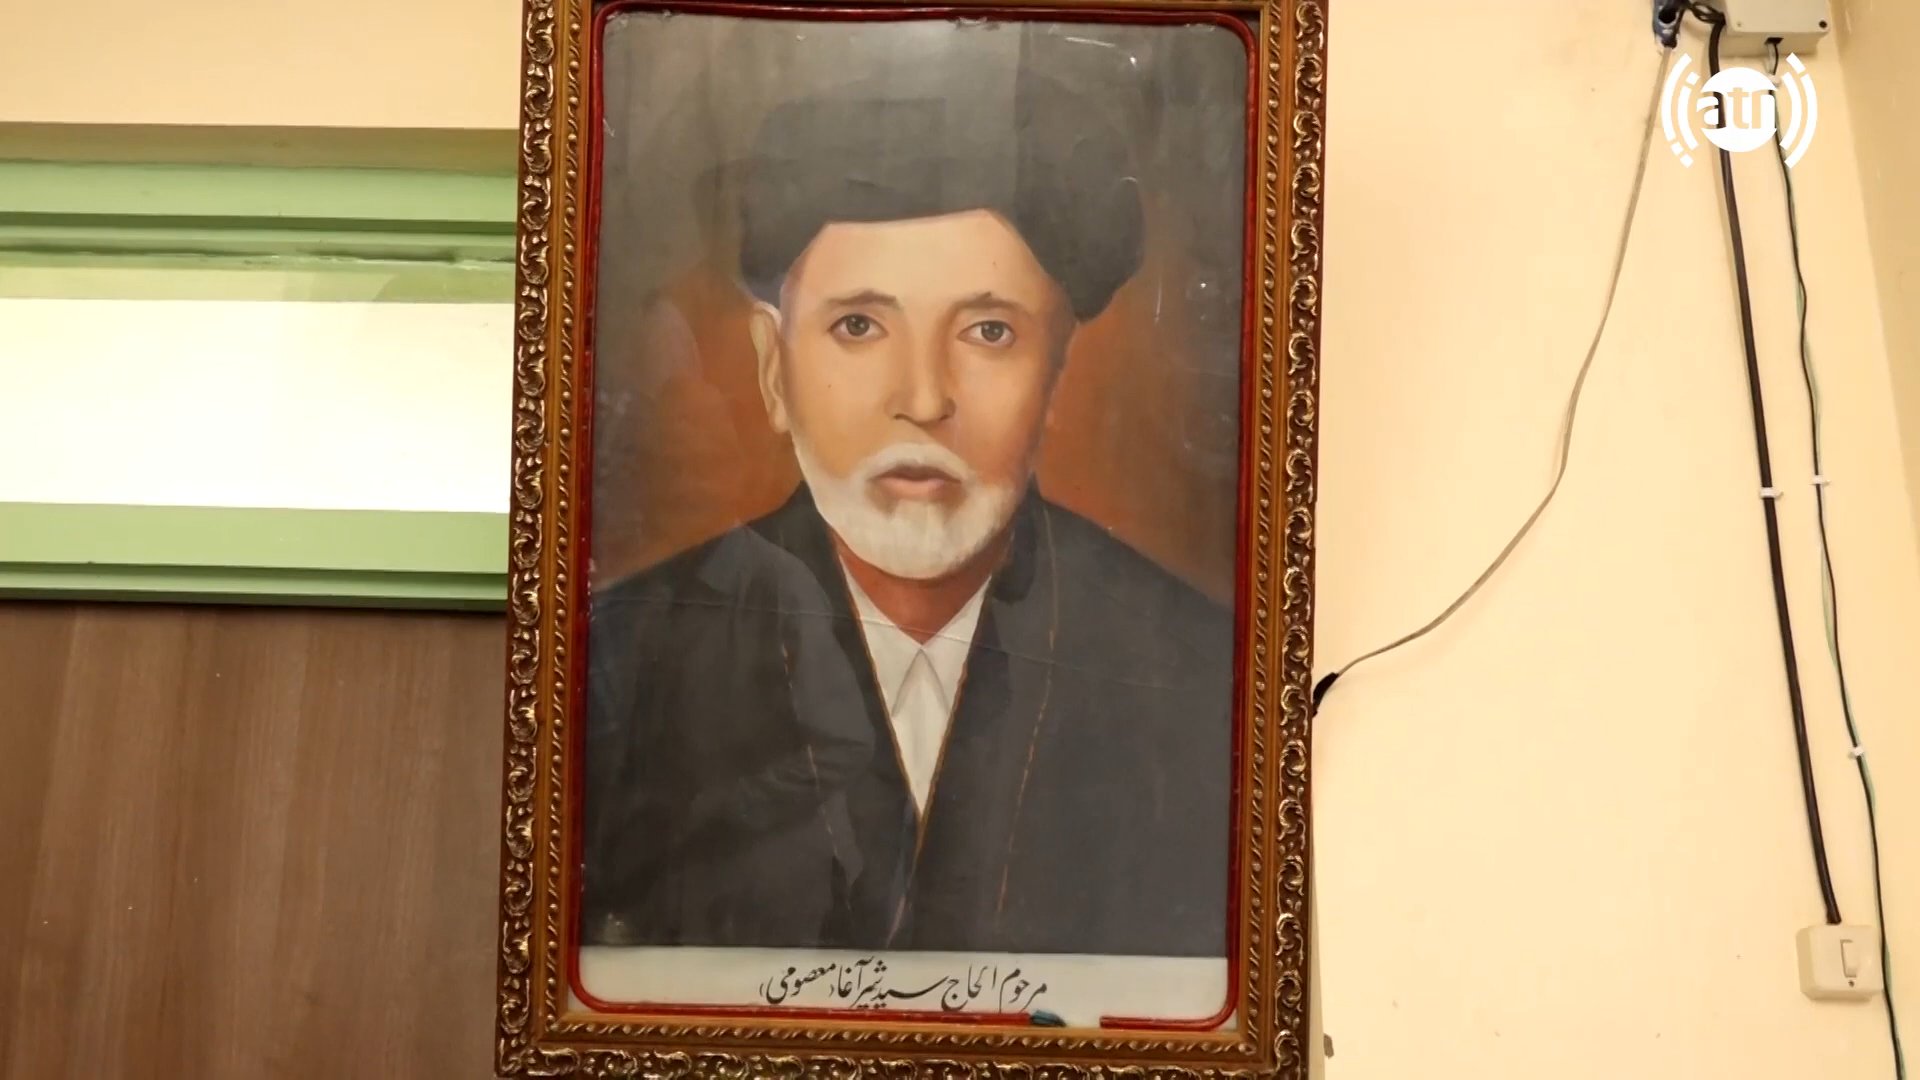 atn
مرحوم الحاج سید شیر آغا (معصومی)